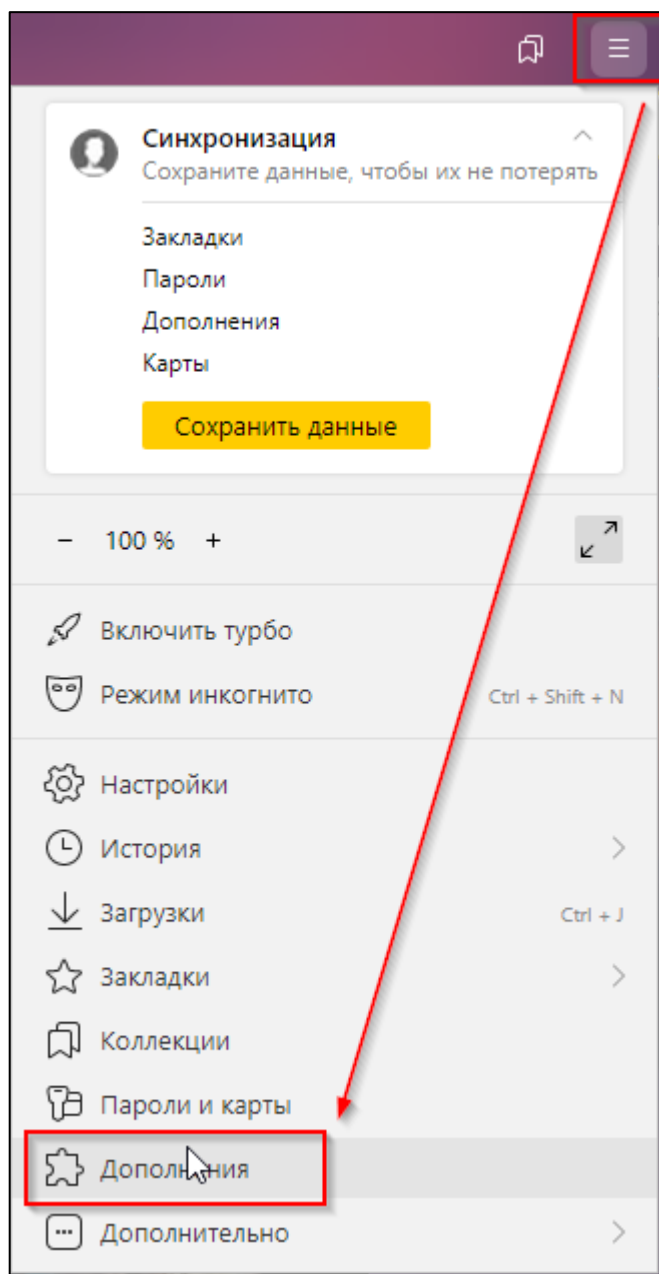 Синхронизация
Сохраните данные, чтобы их не потерять
Закладки
Пароли
Дополнения
Карты
Сохранить данные
− 100 % +
Включить турбо
Режим инкогнито Ctrl + Shift + N
Настройки
История
Загрузки Ctrl + J
Закладки
Коллекции
Пароли и карты
Дополнения
Дополнительно